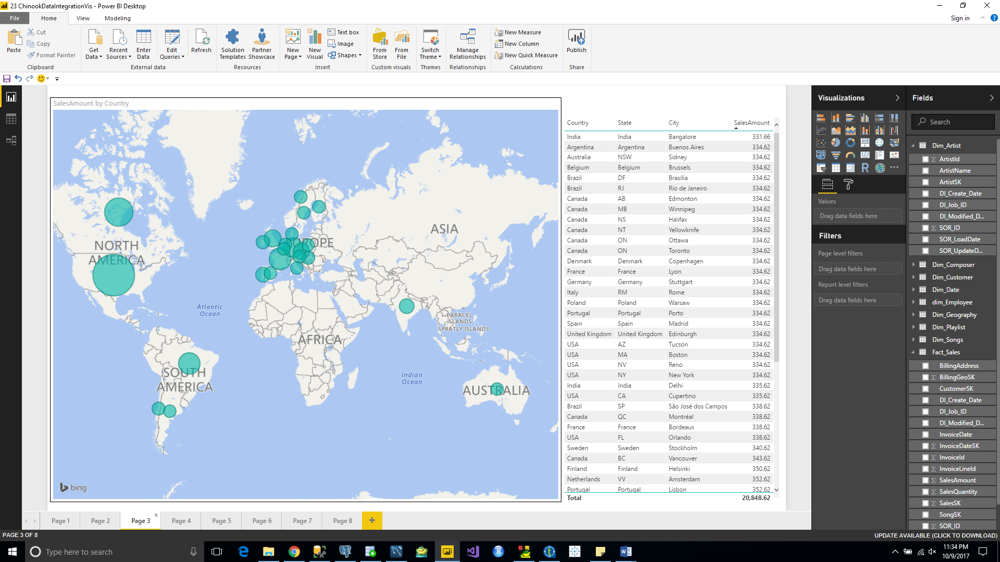 23 ChinookDataIntegrationVis - Power BI Desktop
File Home View Modeling Sign in
Paste Cut Copy Format Painter
Clipboard
Get Data Recent Sources Enter Data Edit Queries Refresh
External data
Solution Templates Partner Showcase
Resources
New Page New Visual Text box Image Shapes
Insert
From Store From File
Custom visuals
Switch Theme
Themes
Manage Relationships
Relationships
New Measure
New Column
New Quick Measure
Calculations
Publish
Share
SalesAmount by Country
NORTH AMERICA
EUROPE
ASIA
Atlantic Ocean
PARACEL ISLANDS
SPRATLY ISLANDS
AFRICA
SOUTH AMERICA
Indian Ocean
AUSTRALIA
bing
Country State City SalesAmount
India India Bangalore 331.66
Argentina Argentina Buenos Aires 334.62
Australia NSW Sidney 334.62
Belgium Belgium Brussels 334.62
Brazil DF Brasília 334.62
Brazil RJ Rio de Janeiro 334.62
Canada AB Edmonton 334.62
Canada MB Winnipeg 334.62
Canada NS Halifax 334.62
Canada NT Yellowknife 334.62
Canada ON Ottawa 334.62
Canada ON Toronto 334.62
Denmark Denmark Copenhagen 334.62
France France Lyon 334.62
Germany Germany Stuttgart 334.62
Italy RM Rome 334.62
Poland Poland Warsaw 334.62
Portugal Portugal Porto 334.62
Spain Spain Madrid 334.62
United Kingdom United Kingdom Edinburgh 334.62
USA AZ Tucson 334.62
USA MA Boston 334.62
USA NV Reno 334.62
USA NY New York 334.62
India India Delhi 335.62
USA CA Cupertino 335.62
Brazil SP São José dos Campos 338.62
Canada QC Montréal 338.62
France France Bordeaux 338.62
USA FL Orlando 338.62
Sweden Sweden Stockholm 340.62
Canada BC Vancouver 343.62
Finland Finland Helsinki 350.62
Netherlands VV Amsterdam 352.62
Portugal Portugal Lisbon 352.62
Total 20,848.62
Visualizations
Values
Drag data fields here
Filters
Page level filters
Drag data fields here
Report level filters
Drag data fields here
Fields
Search
Dim_Artist
ArtistId
ArtistName
ArtistSK
DI_Create_Date
DI_Job_ID
DI_Modified_D...
SOR_ID
SOR_LoadDate
SOR_UpdateD...
Dim_Composer
Dim_Customer
Dim_Date
dim_Employee
Dim_Geography
Dim_Playlist
Dim_Songs
Fact_Sales
BillingAddress
BillingGeoSK
CustomerSK
DI_Create_Date
DI_Job_ID
DI_Modified_D...
InvoiceDate
InvoiceDateSK
InvoiceId
InvoiceLineId
SalesAmount
SalesQuantity
SalesSK
SongSK
SOR_ID
Page 1 Page 2 Page 3 x Page 4 Page 5 Page 6 Page 7 Page 8 +
PAGE 3 OF 8 UPDATE AVAILABLE (CLICK TO DOWNLOAD)
Type here to search
11:34 PM
10/9/2017